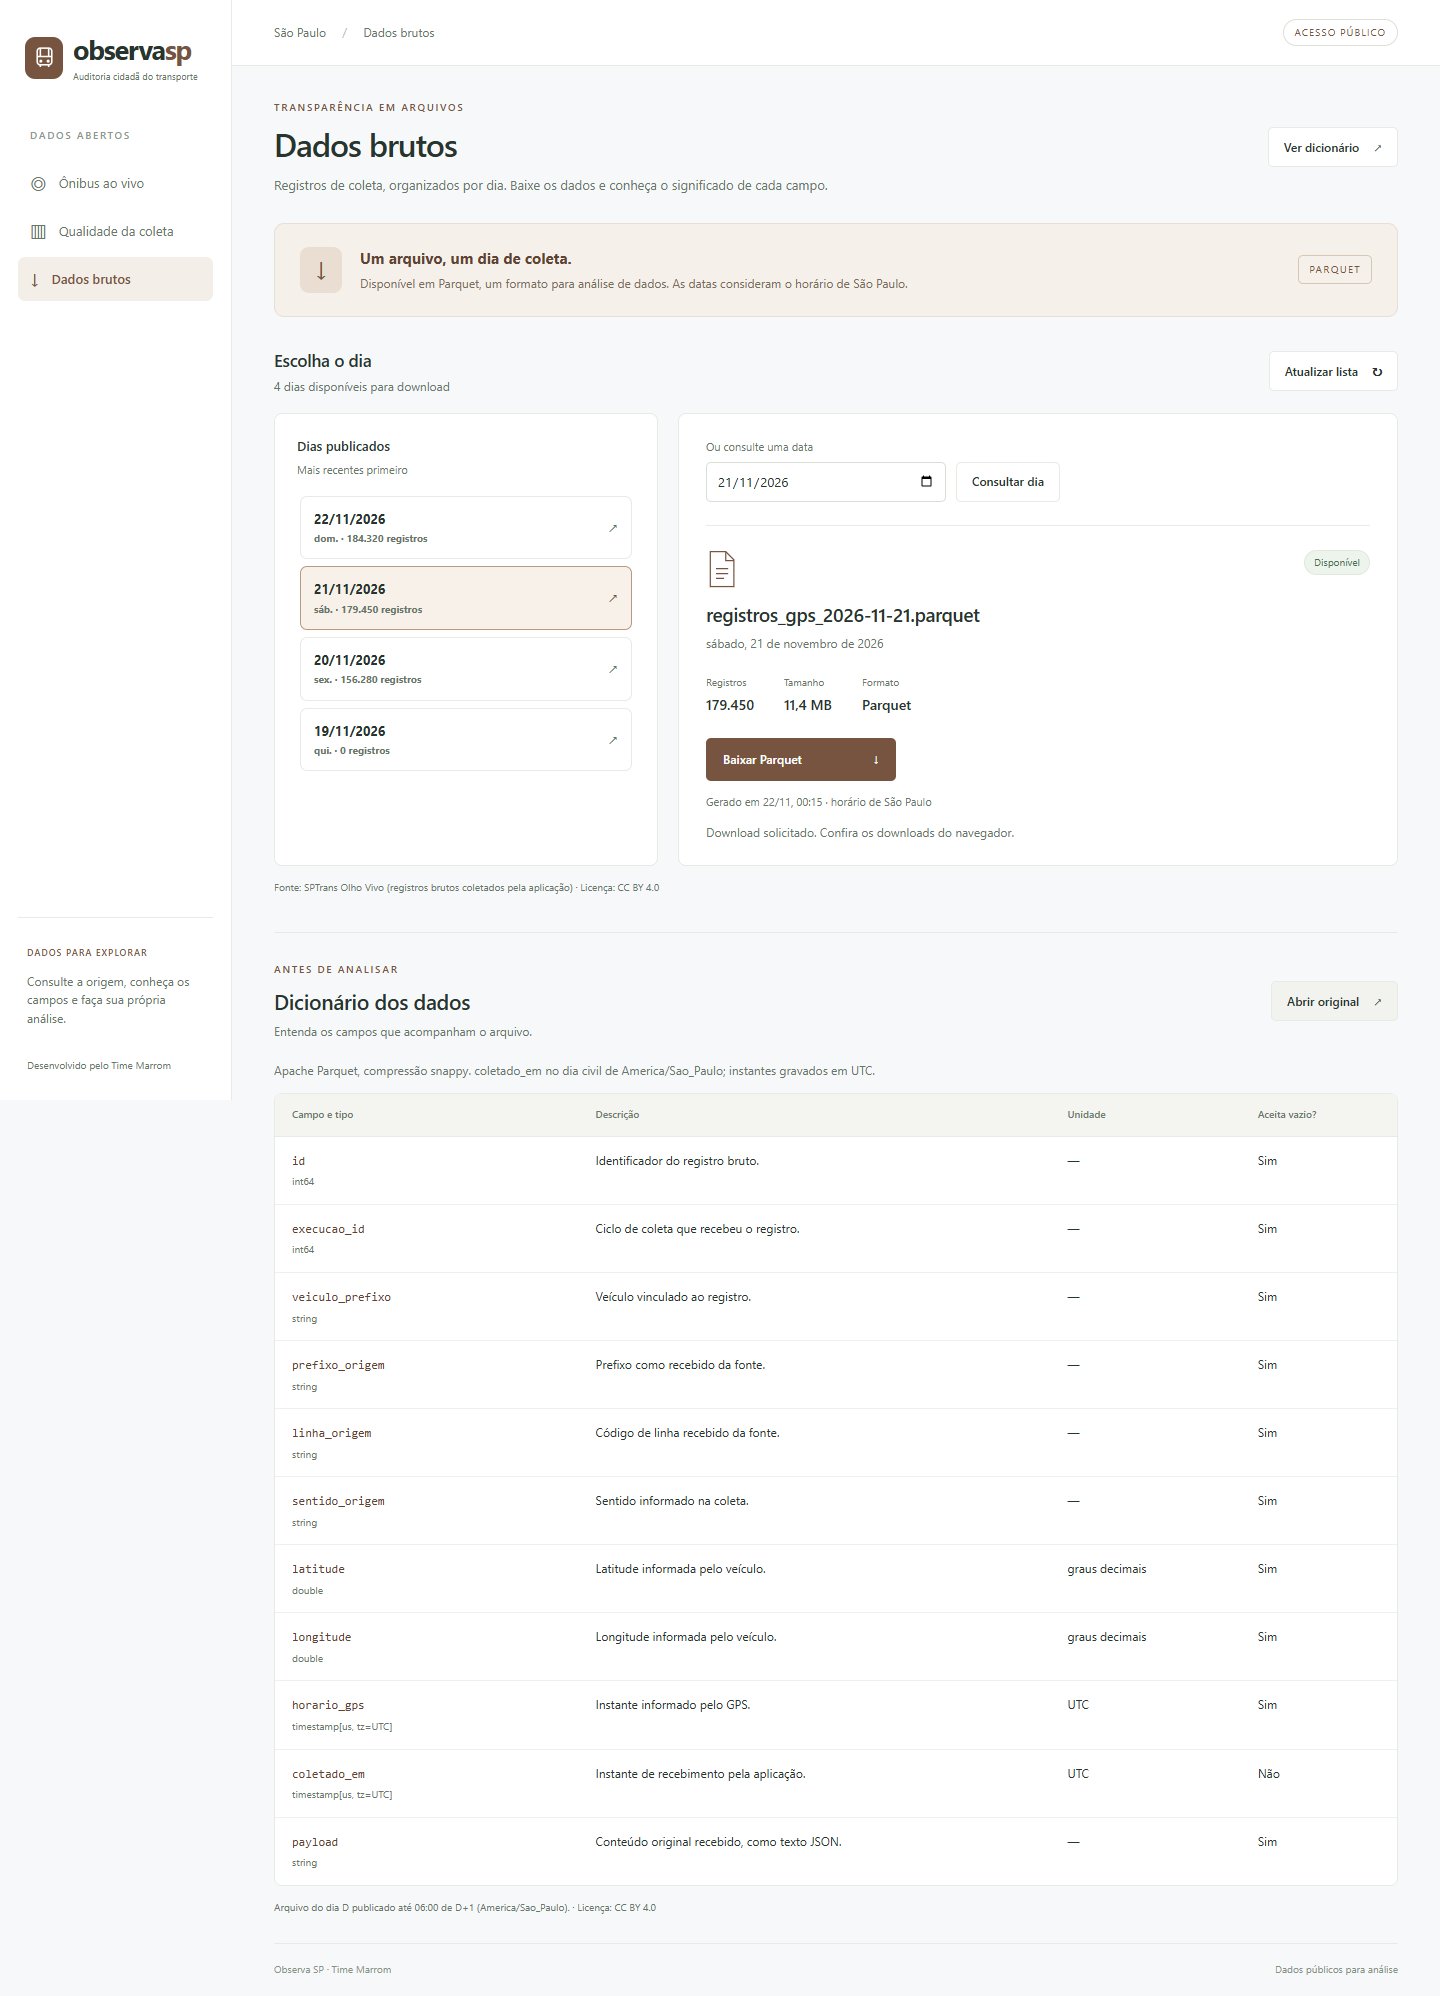 observasp
Auditoria cidadã do transporte
DADOS ABERTOS
Ônibus ao vivo
Qualidade da coleta
Dados brutos
DADOS PARA EXPLORAR
Consulte a origem, conheça os
campos e faça sua própria
análise.
Desenvolvido pelo Time Marrom
São Paulo / Dados brutos
ACESSO PÚBLICO
TRANSPARÊNCIA EM ARQUIVOS
Dados brutos
Ver dicionário ↗
Registros de coleta, organizados por dia. Baixe os dados e conheça o significado de cada campo.
Um arquivo, um dia de coleta.
Disponível em Parquet, um formato para análise de dados. As datas consideram o horário de São Paulo.
PARQUET
Escolha o dia
4 dias disponíveis para download
Atualizar lista ↻
Dias publicados
Mais recentes primeiro
22/11/2026
dom. · 184.320 registros
21/11/2026
sáb. · 179.450 registros
20/11/2026
sex. · 156.280 registros
19/11/2026
qui. · 0 registros
Ou consulte uma data
21/11/2026
Consultar dia
Disponível
registros_gps_2026-11-21.parquet
sábado, 21 de novembro de 2026
Registros Tamanho Formato
179.450 11,4 MB Parquet
Baixar Parquet ↓
Gerado em 22/11, 00:15 · horário de São Paulo
Download solicitado. Confira os downloads do navegador.
Fonte: SPTrans Olho Vivo (registros brutos coletados pela aplicação) · Licença: CC BY 4.0
ANTES DE ANALISAR
Dicionário dos dados
Abrir original ↗
Entenda os campos que acompanham o arquivo.
Apache Parquet, compressão snappy. coletado_em no dia civil de America/Sao_Paulo; instantes gravados em UTC.
Campo e tipo Descrição Unidade Aceita vazio?
id Identificador do registro bruto. — Sim
int64
execucao_id Ciclo de coleta que recebeu o registro. — Sim
int64
veiculo_prefixo Veículo vinculado ao registro. — Sim
string
prefixo_origem Prefixo como recebido da fonte. — Sim
string
linha_origem Código de linha recebido da fonte. — Sim
string
sentido_origem Sentido informado na coleta. — Sim
string
latitude Latitude informada pelo veículo. graus decimais Sim
double
longitude Longitude informada pelo veículo. graus decimais Sim
double
horario_gps Instante informado pelo GPS. UTC Sim
timestamp[us, tz=UTC]
coletado_em Instante de recebimento pela aplicação. UTC Não
timestamp[us, tz=UTC]
payload Conteúdo original recebido, como texto JSON. — Sim
string
Arquivo do dia D publicado até 06:00 de D+1 (America/Sao_Paulo). · Licença: CC BY 4.0
Observa SP · Time Marrom
Dados públicos para análise